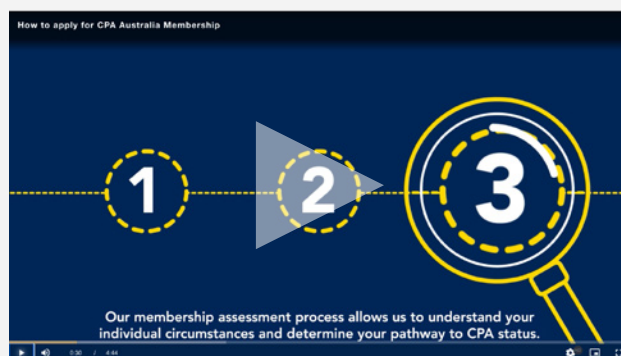 How to apply for CPA Australia Membership
1 2 3
Our membership assessment process allows us to understand your
individual circumstances and determine your pathway to CPA status.
0:30 / 4:44